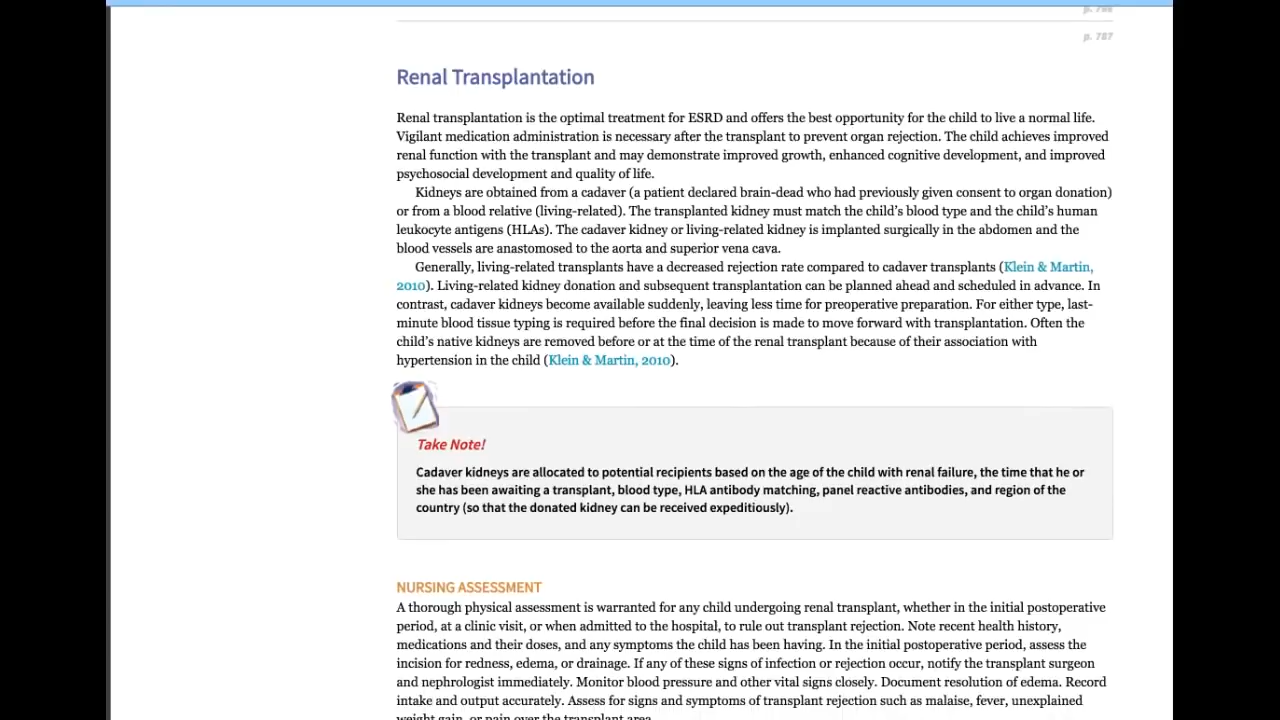 p. 786
p. 787
Renal Transplantation
Renal transplantation is the optimal treatment for ESRD and offers the best opportunity for the child to live a normal life.
Vigilant medication administration is necessary after the transplant to prevent organ rejection. The child achieves improved
renal function with the transplant and may demonstrate improved growth, enhanced cognitive development, and improved
psychosocial development and quality of life.
Kidneys are obtained from a cadaver (a patient declared brain-dead who had previously given consent to organ donation)
or from a blood relative (living-related). The transplanted kidney must match the child's blood type and the child's human
leukocyte antigens (HLAs). The cadaver kidney or living-related kidney is implanted surgically in the abdomen and the
blood vessels are anastomosed to the aorta and superior vena cava.
Generally, living-related transplants have a decreased rejection rate compared to cadaver transplants (Klein & Martin,
2010). Living-related kidney donation and subsequent transplantation can be planned ahead and scheduled in advance. In
contrast, cadaver kidneys become available suddenly, leaving less time for preoperative preparation. For either type, last-
minute blood tissue typing is required before the final decision is made to move forward with transplantation. Often the
child's native kidneys are removed before or at the time of the renal transplant because of their association with
hypertension in the child (Klein & Martin, 2010).
Take Note!
Cadaver kidneys are allocated to potential recipients based on the age of the child with renal failure, the time that he or
she has been awaiting a transplant, blood type, HLA antibody matching, panel reactive antibodies, and region of the
country (so that the donated kidney can be received expeditiously).
NURSING ASSESSMENT
A thorough physical assessment is warranted for any child undergoing renal transplant, whether in the initial postoperative
period, at a clinic visit, or when admitted to the hospital, to rule out transplant rejection. Note recent health history,
medications and their doses, and any symptoms the child has been having. In the initial postoperative period, assess the
incision for redness, edema, or drainage. If any of these signs of infection or rejection occur, notify the transplant surgeon
and nephrologist immediately. Monitor blood pressure and other vital signs closely. Document resolution of edema. Record
intake and output accurately. Assess for signs and symptoms of transplant rejection such as malaise, fever, unexplained
weight gain, or pain over the transplant area.